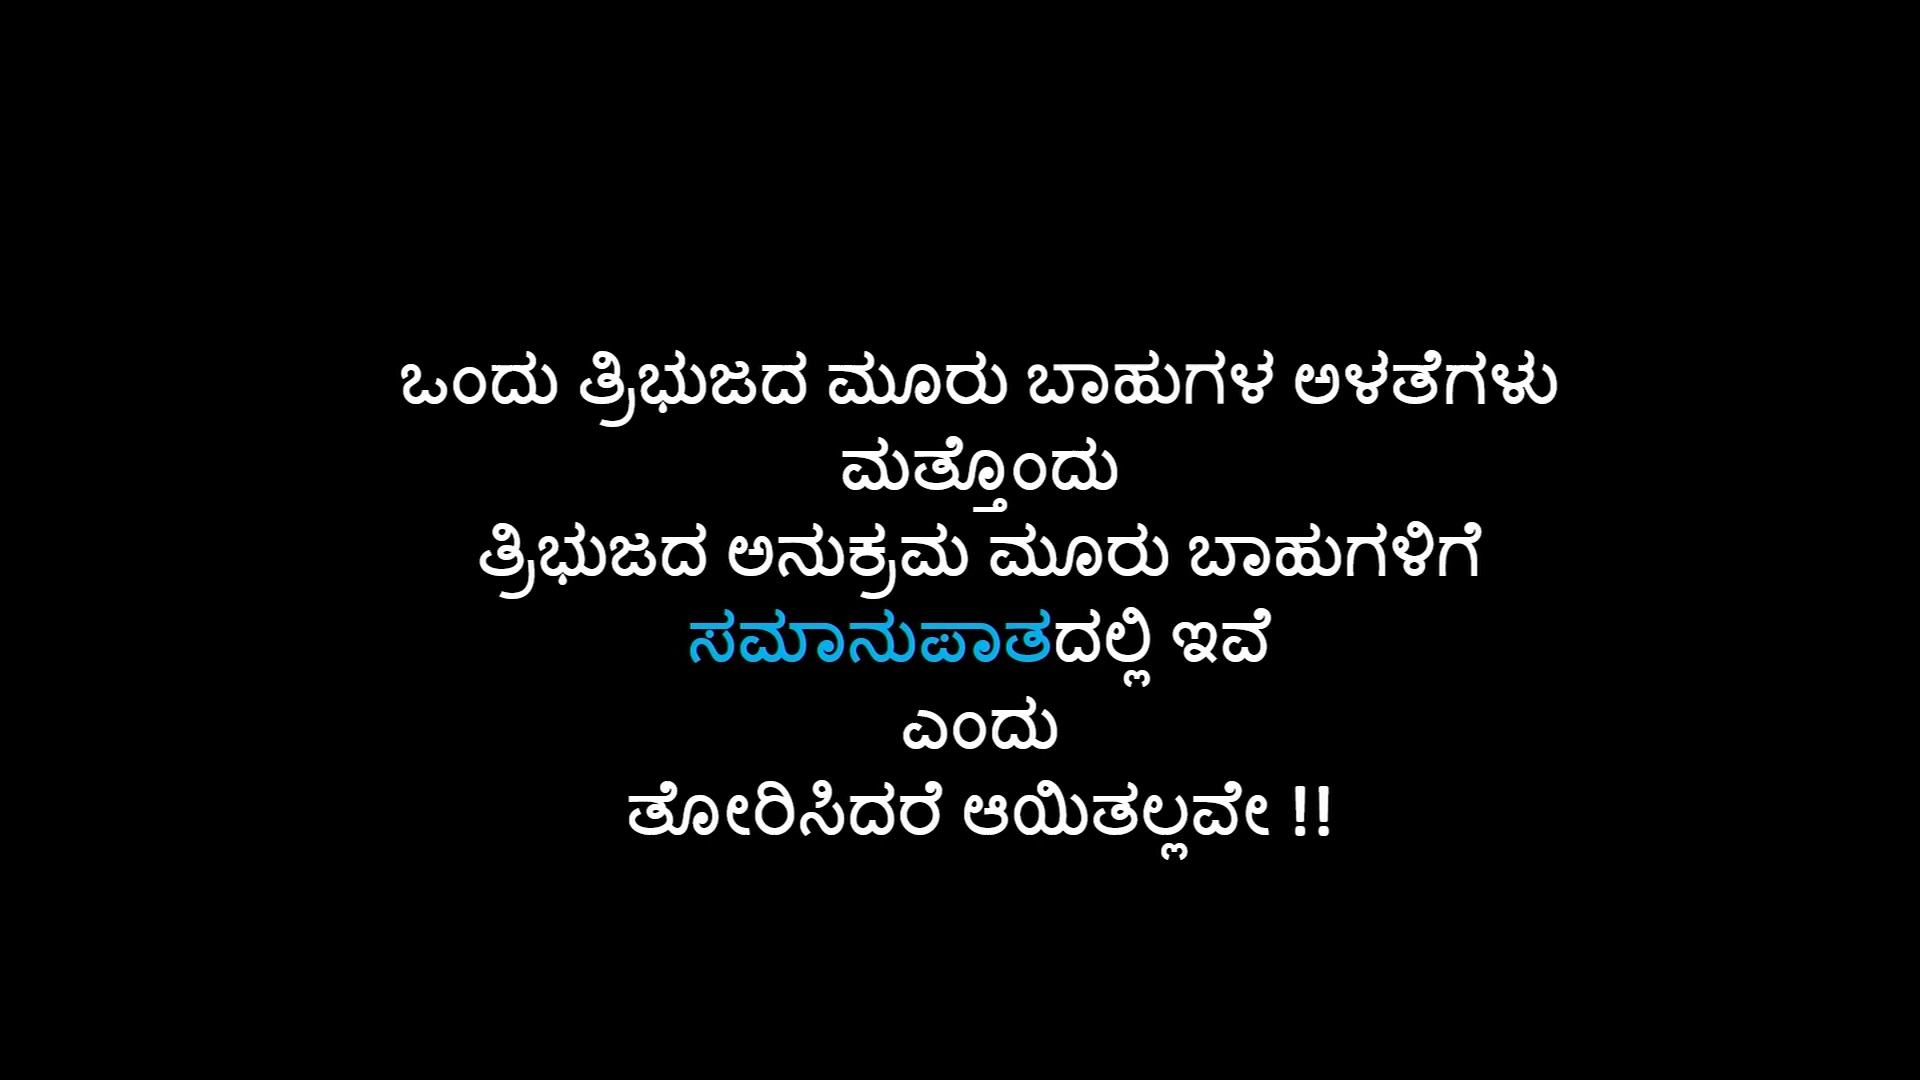 ಒಂದು ತ್ರಿಭುಜದ ಮೂರು ಬಾಹುಗಳ ಅಳತೆಗಳು
ಮತ್ತೊಂದು
ತ್ರಿಭುಜದ ಅನುಕ್ರಮ ಮೂರು ಬಾಹುಗಳಿಗೆ
ಸಮಾನುಪಾತದಲ್ಲಿ ಇವೆ
ಎಂದು
ತೋರಿಸಿದರೆ ಆಯಿತಲ್ಲವೇ !!